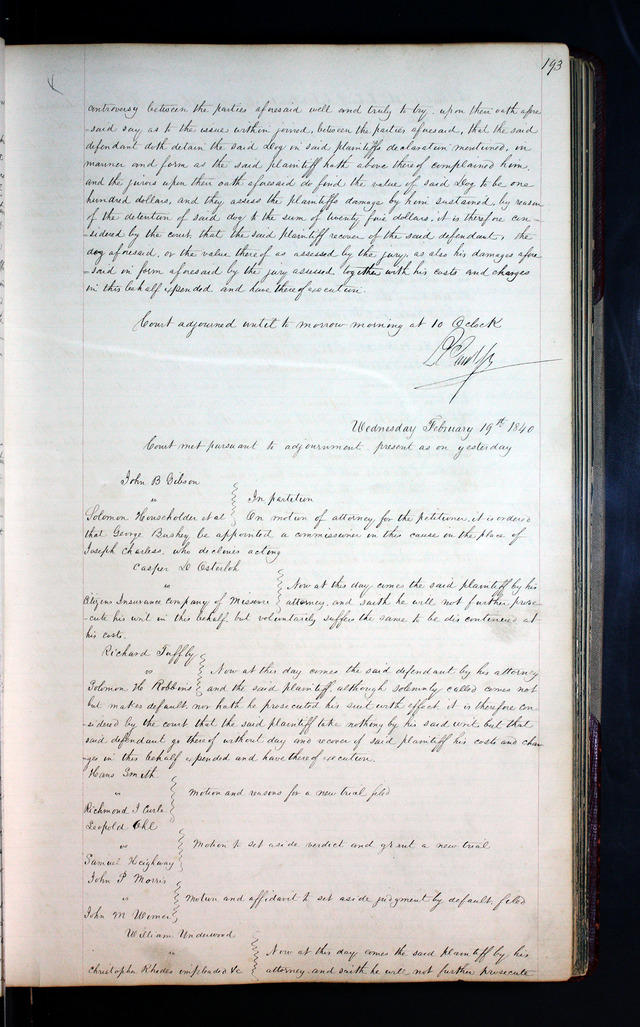 193
controversy between the parties aforesaid well and truly to try, upon their oath afore
-said say, as to the issue within joined, between the parties aforesaid, that the said
defendant doth detain the said Dog in said plaintiffs declaration mentioned, in
manner and form as the said plaintiff hath above thereof complained him,
and the jurors upon their oath aforesaid do find the value of said Dog to be one
hundred dollars, and they assess the plaintiffs damage by him sustained, by reason
of the detention of said dog to the sum of twenty five dollars. it is therefore con-
-sidered by the court, that the said plaintiff recover of the said defendant, the
dog aforesaid, or the value thereof as assessed by the jury, as also his damages afore
-said in form aforesaid by the jury assessed together with his costs and charges
in this behalf expended and have thereof execution.
Court adjourned until to morrow morning at 10 Oclock
Wednesday February 19th 1840
Court met pursuant to adjournment present as on yesterday
John B Gibson
vs
In partition
Solomon Householder et al
On motion of attorney for the petitioner, it is ordered
that George Bushey be appointed a commissioner in this cause in the place of
Joseph Charless, who declines acting
Casper D Osterloh
vs
Now at this day comes the said plaintiff by his
Citizens Insurance company of Missouri
attorney, and saith he will not further prose-
-cute his writ in this behalf, but voluntarily suffers the same to be discontinued at
his costs.
Richard Tuffly
vs
Now at this day comes the said defendant by his attorney
Solomon H Robbins
and the said plaintiff, although solemnly called comes not
but makes default, nor hath he prosecuted his suit with effect. it is therefore con-
-sidered by the court that the said plaintiff take nothing by his said writ, but that
said defendant go thereof without day and recover of said plaintiff his costs and char-
ges in this behalf expended and have thereof execution.
Hans Smith
vs
Motion and reasons for a new trial filed
Richmond J Curle
Leopold Ohl
vs
Motion to set aside verdict and grant a new trial
Samuel Heighway
John P Morris
vs
Motion and affidavit to set aside judgment by default, filed
John M Wimer
William Underwood
vs
Now at this day comes the said plaintiff by his
Christopher Rhodes impleaded &c
attorney and saith he will not further prosecute